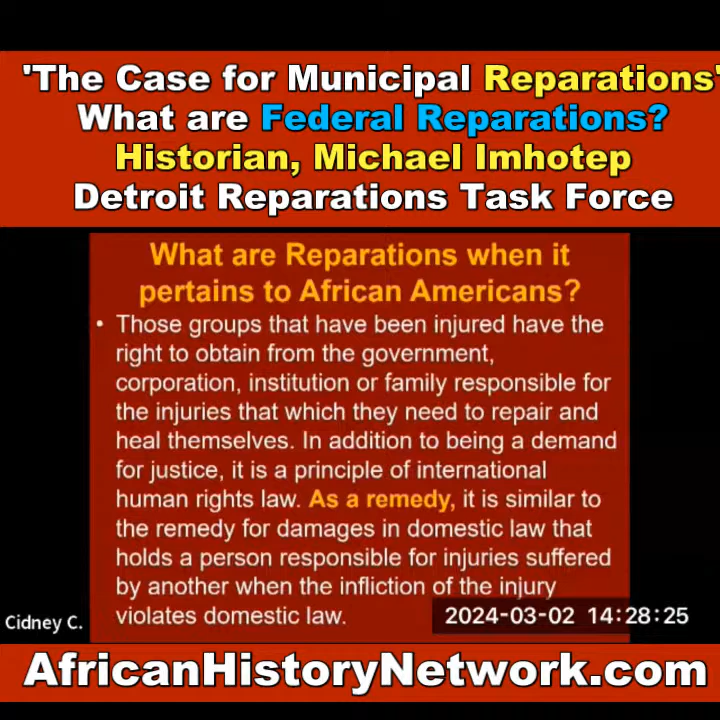 'The Case for Municipal Reparations'
What are Federal Reparations?
Historian, Michael Imhotep
Detroit Reparations Task Force
What are Reparations when it
pertains to African Americans?
• Those groups that have been injured have the
right to obtain from the government,
corporation, institution or family responsible for
the injuries that which they need to repair and
heal themselves. In addition to being a demand
for justice, it is a principle of international
human rights law. As a remedy, it is similar to
the remedy for damages in domestic law that
holds a person responsible for injuries suffered
by another when the infliction of the injury
violates domestic law.
Cidney C.
2024-03-02 14:28:25
AfricanHistoryNetwork.com